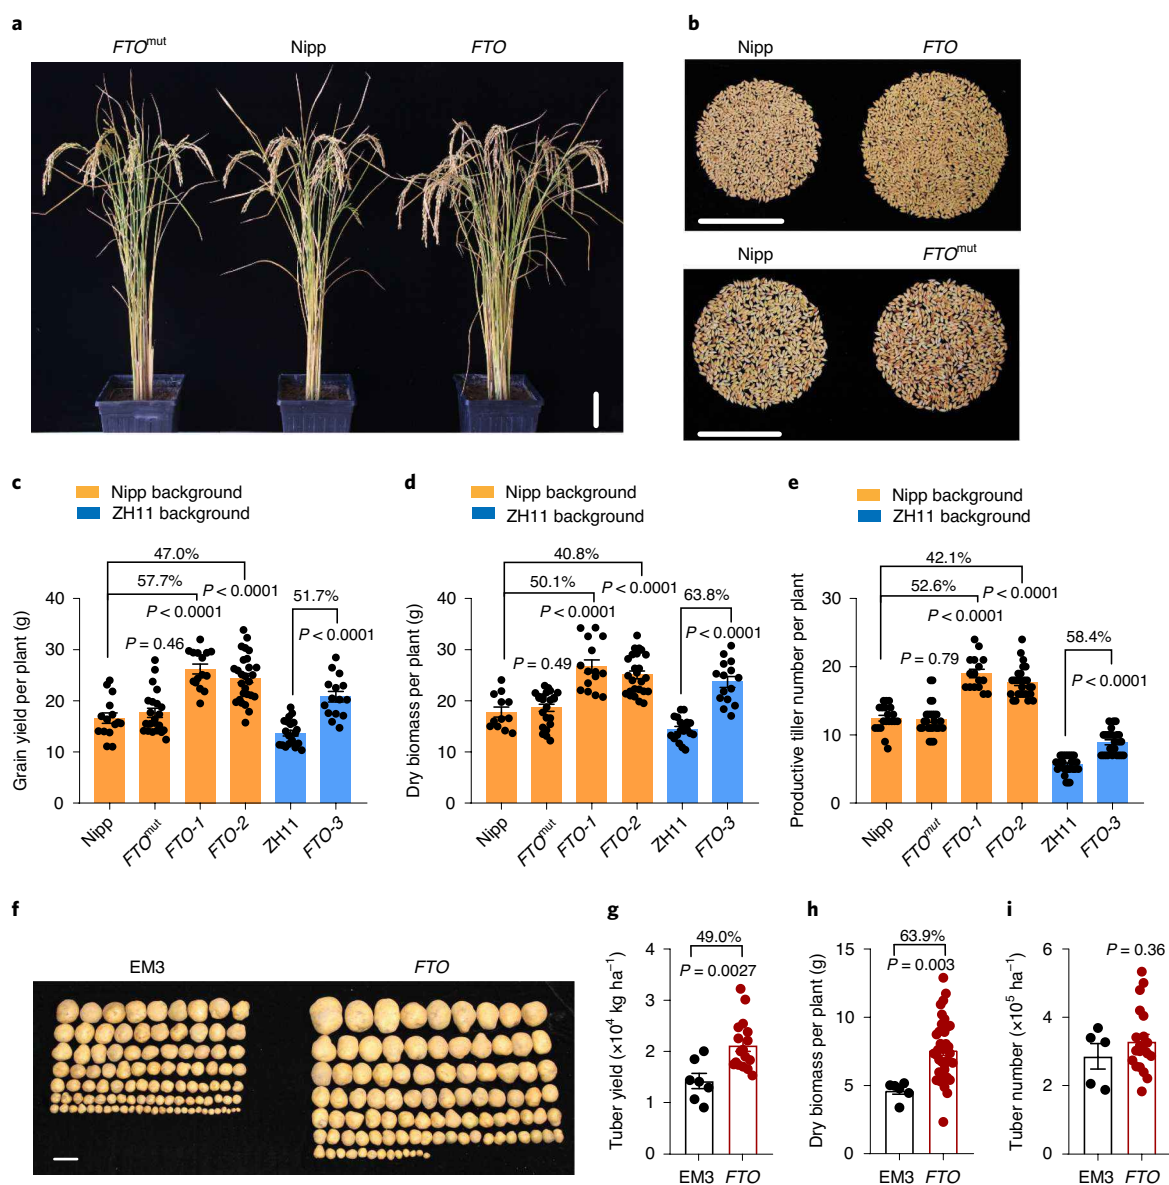 a
FTOmut Nipp FTO
b
Nipp FTO
Nipp FTOmut
c
Nipp background
ZH11 background
47.0%
57.7%
P < 0.0001
P < 0.0001
P = 0.46
51.7%
P < 0.0001
Grain yield per plant (g)
40
30
20
10
0
Nipp FTOmut FTO-1 FTO-2 ZH11 FTO-3
d
Nipp background
ZH11 background
40.8%
50.1%
P < 0.0001
P < 0.0001
P = 0.49
63.8%
P < 0.0001
Dry biomass per plant (g)
40
30
20
10
0
Nipp FTOmut FTO-1 FTO-2 ZH11 FTO-3
e
Nipp background
ZH11 background
42.1%
52.6%
P < 0.0001
P < 0.0001
P = 0.79
58.4%
P < 0.0001
Productive tiller number per plant
30
20
10
0
Nipp FTOmut FTO-1 FTO-2 ZH11 FTO-3
f
EM3 FTO
g
49.0%
P = 0.0027
Tuber yield (×10⁴ kg ha⁻¹)
4
3
2
1
0
EM3 FTO
h
63.9%
P = 0.003
Dry biomass per plant (g)
15
10
5
0
EM3 FTO
i
P = 0.36
Tuber number (×10⁵ ha⁻¹)
6
4
2
0
EM3 FTO